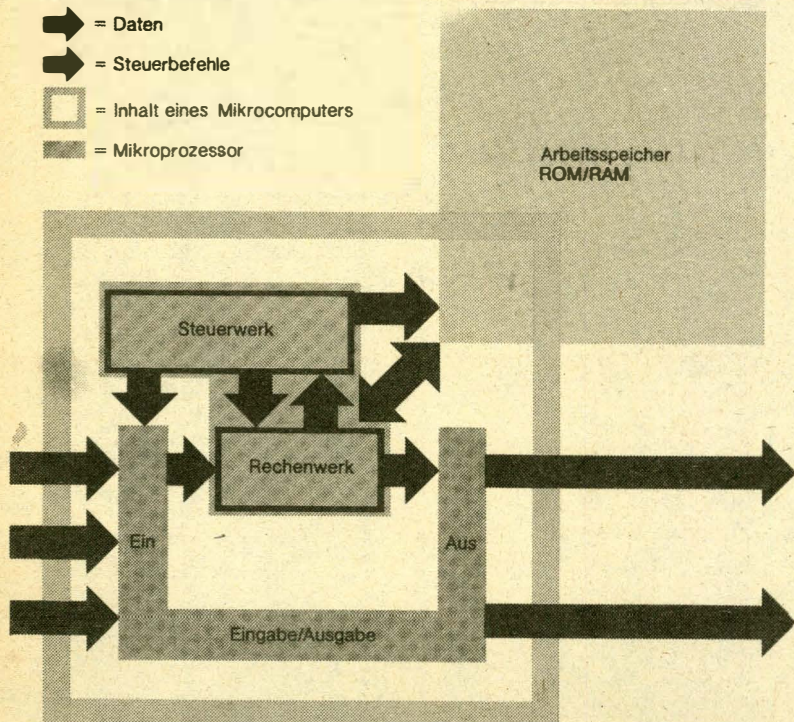 = Daten
= Steuerbefehle
= Inhalt eines Mikrocomputers
= Mikroprozessor
Arbeitsspeicher
ROM/RAM
Steuerwerk
Rechenwerk
Ein
Aus
Eingabe/Ausgabe